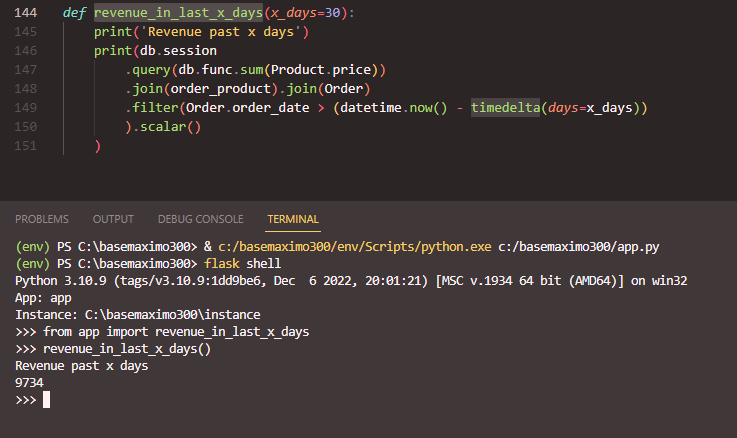 144 def revenue_in_last_x_days(x_days=30):
145     print('Revenue past x days')
146     print(db.session
147         .query(db.func.sum(Product.price))
148         .join(order_product).join(Order)
149         .filter(Order.order_date > (datetime.now() - timedelta(days=x_days))
150         ).scalar()
151     )
PROBLEMS OUTPUT DEBUG CONSOLE TERMINAL
(env) PS C:\basemaximo300> & c:/basemaximo300/env/Scripts/python.exe c:/basemaximo300/app.py
(env) PS C:\basemaximo300> flask shell
Python 3.10.9 (tags/v3.10.9:1dd9be6, Dec  6 2022, 20:01:21) [MSC v.1934 64 bit (AMD64)] on win32
App: app
Instance: C:\basemaximo300\instance
>>> from app import revenue_in_last_x_days
>>> revenue_in_last_x_days()
Revenue past x days
9734
>>>